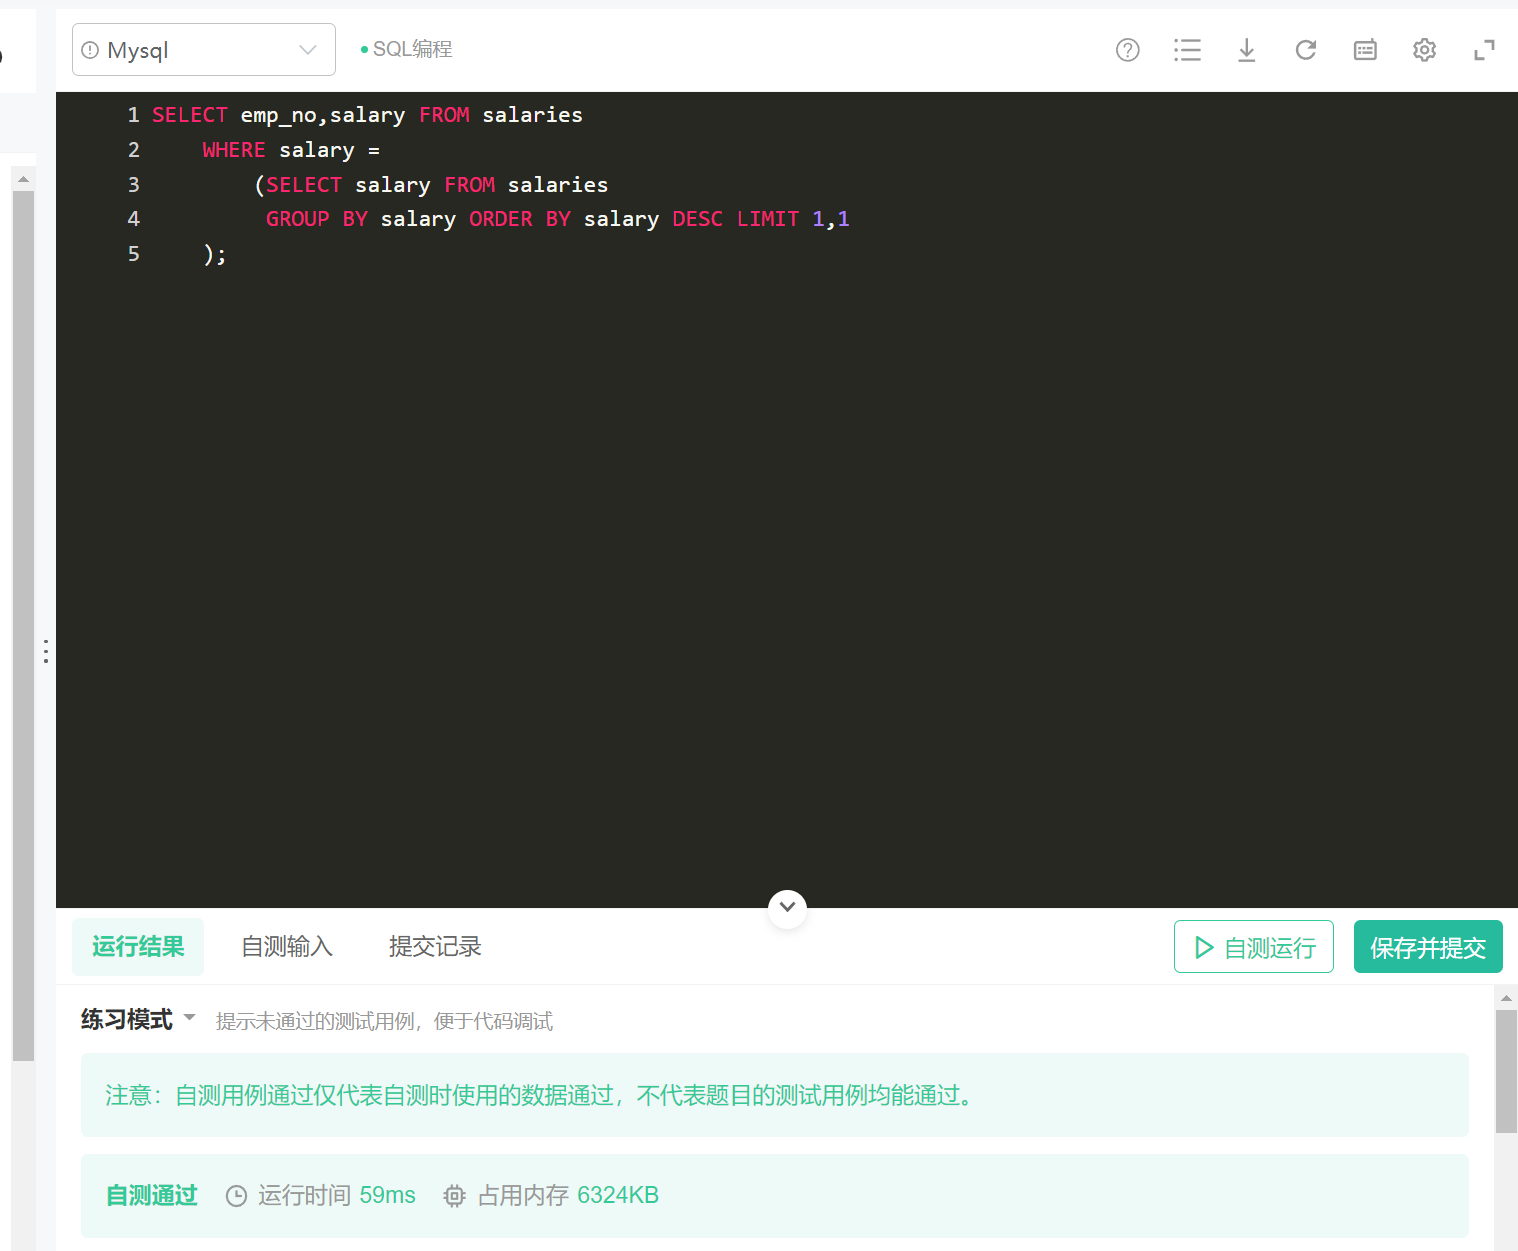 Mysql
SQL编程
1 SELECT emp_no,salary FROM salaries
2 WHERE salary =
3 (SELECT salary FROM salaries
4 GROUP BY salary ORDER BY salary DESC LIMIT 1,1
5 );
运行结果 自测输入 提交记录 自测运行 保存并提交
练习模式 提示未通过的测试用例，便于代码调试
注意：自测用例通过仅代表自测时使用的数据通过，不代表题目的测试用例均能通过。
自测通过 运行时间 59ms 占用内存 6324KB